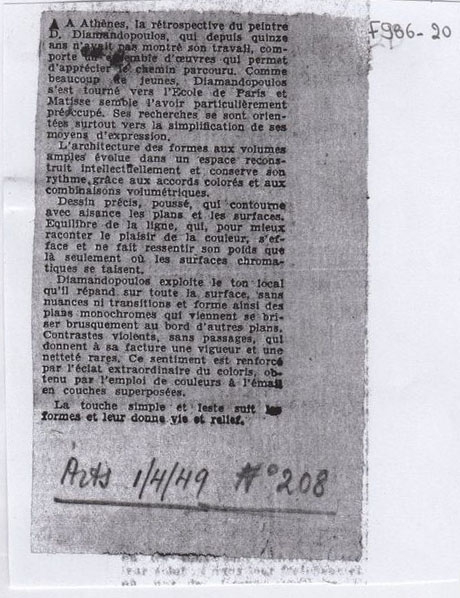 F986-20
▲ A Athènes, la rétrospective du peintre
D. Diamandopoulos, qui depuis quinze
ans n'avait pas montré son travail, com-
porte un ensemble d'œuvres qui permet
d'apprécier le chemin parcouru. Comme
beaucoup de jeunes, Diamandopoulos
s'est tourné vers l'Ecole de Paris et
Matisse semble l'avoir particulièrement
préoccupé. Ses recherches se sont orien-
tées surtout vers la simplification de ses
moyens d'expression.
L'architecture des formes aux volumes
amples évolue dans un espace recons-
truit intellectuellement et conserve son
rythme grâce aux accords colorés et aux
combinaisons volumétriques.
Dessin précis, poussé, qui contourne
avec aisance les plans et les surfaces.
Equilibre de la ligne, qui, pour mieux
raconter le plaisir de la couleur, s'ef-
face et ne fait ressentir son poids que
là seulement où les surfaces chroma-
tiques se taisent.
Diamandopoulos exploite le ton local
qu'il répand sur toute la surface, sans
nuances ni transitions et forme ainsi des
plans monochromes qui viennent se bri-
ser brusquement au bord d'autres plans.
Contrastes violents, sans passages, qui
donnent à sa facture une vigueur et une
netteté rares. Ce sentiment est renforcé
par l'éclat extraordinaire du coloris, ob-
tenu par l'emploi de couleurs à l'émail
en couches superposées.
La touche simple et leste suit les
formes et leur donne vie et relief.
Arts 1/4/49 N° 208